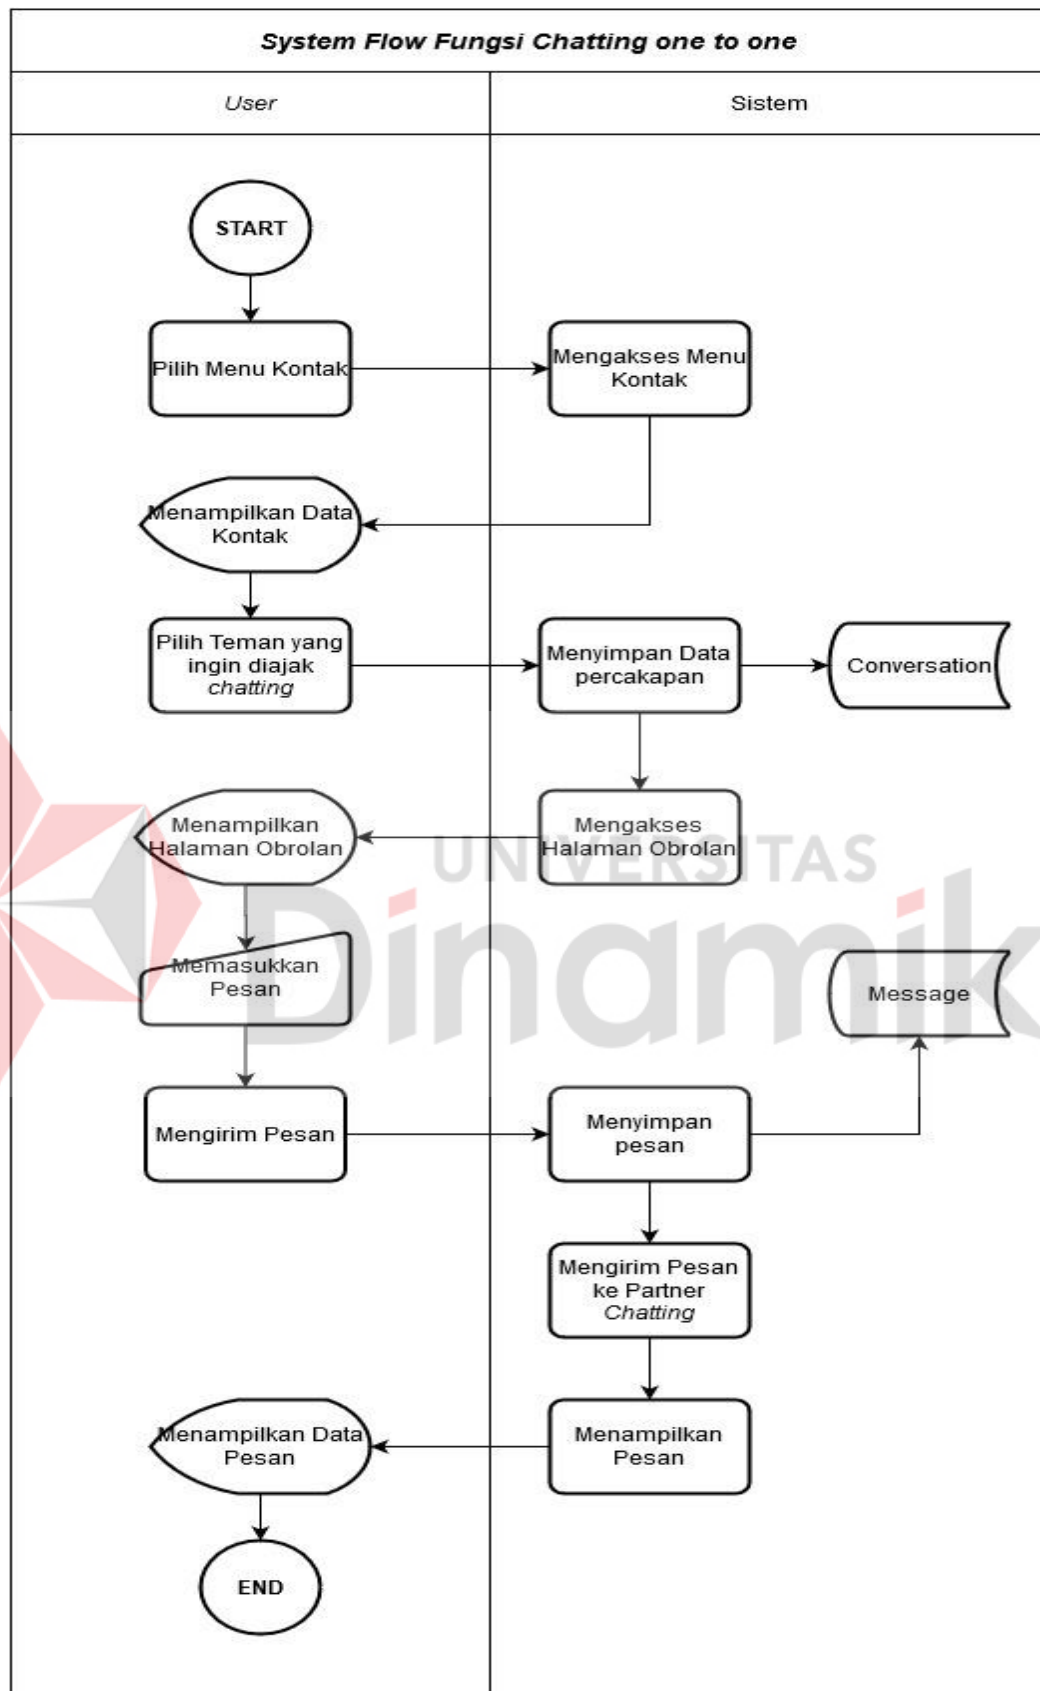 System Flow Fungsi Chatting one to one
User
Sistem
START
Pilih Menu Kontak
Mengakses Menu
Kontak
Menampilkan Data
Kontak
Pilih Teman yang
ingin diajak
chatting
Menyimpan Data
percakapan
Conversation
Menampilkan
Halaman Obrolan
Mengakses
Halaman Obrolan
UNIVERSITAS
Dinamika
Memasukkan
Pesan
Message
Mengirim Pesan
Menyimpan
pesan
Mengirim Pesan
ke Partner
Chatting
Menampilkan Data
Pesan
Menampilkan
Pesan
END